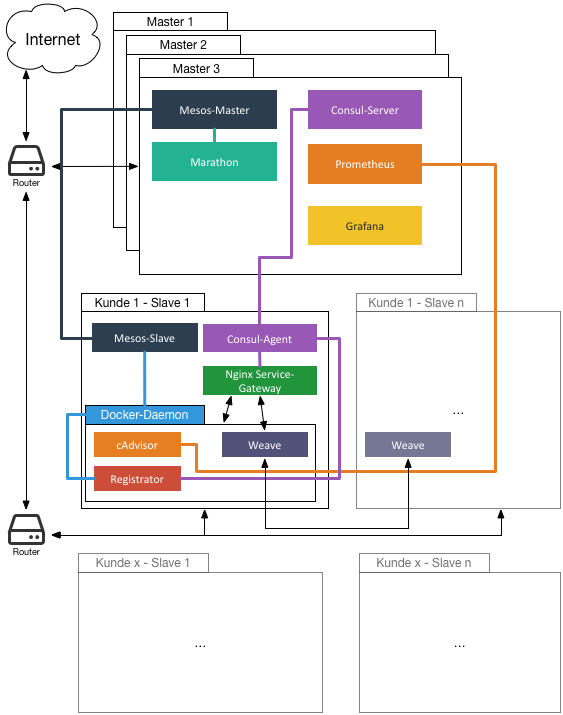 Internet
Master 1
Master 2
Master 3
Mesos-Master
Consul-Server
Marathon
Prometheus
Grafana
Router
Kunde 1 - Slave 1
Kunde 1 - Slave n
Mesos-Slave
Consul-Agent
Nginx Service-
Gateway
Docker-Daemon
cAdvisor
Weave
Registrator
...
Weave
Router
Kunde x - Slave 1
Kunde x - Slave n
...
...